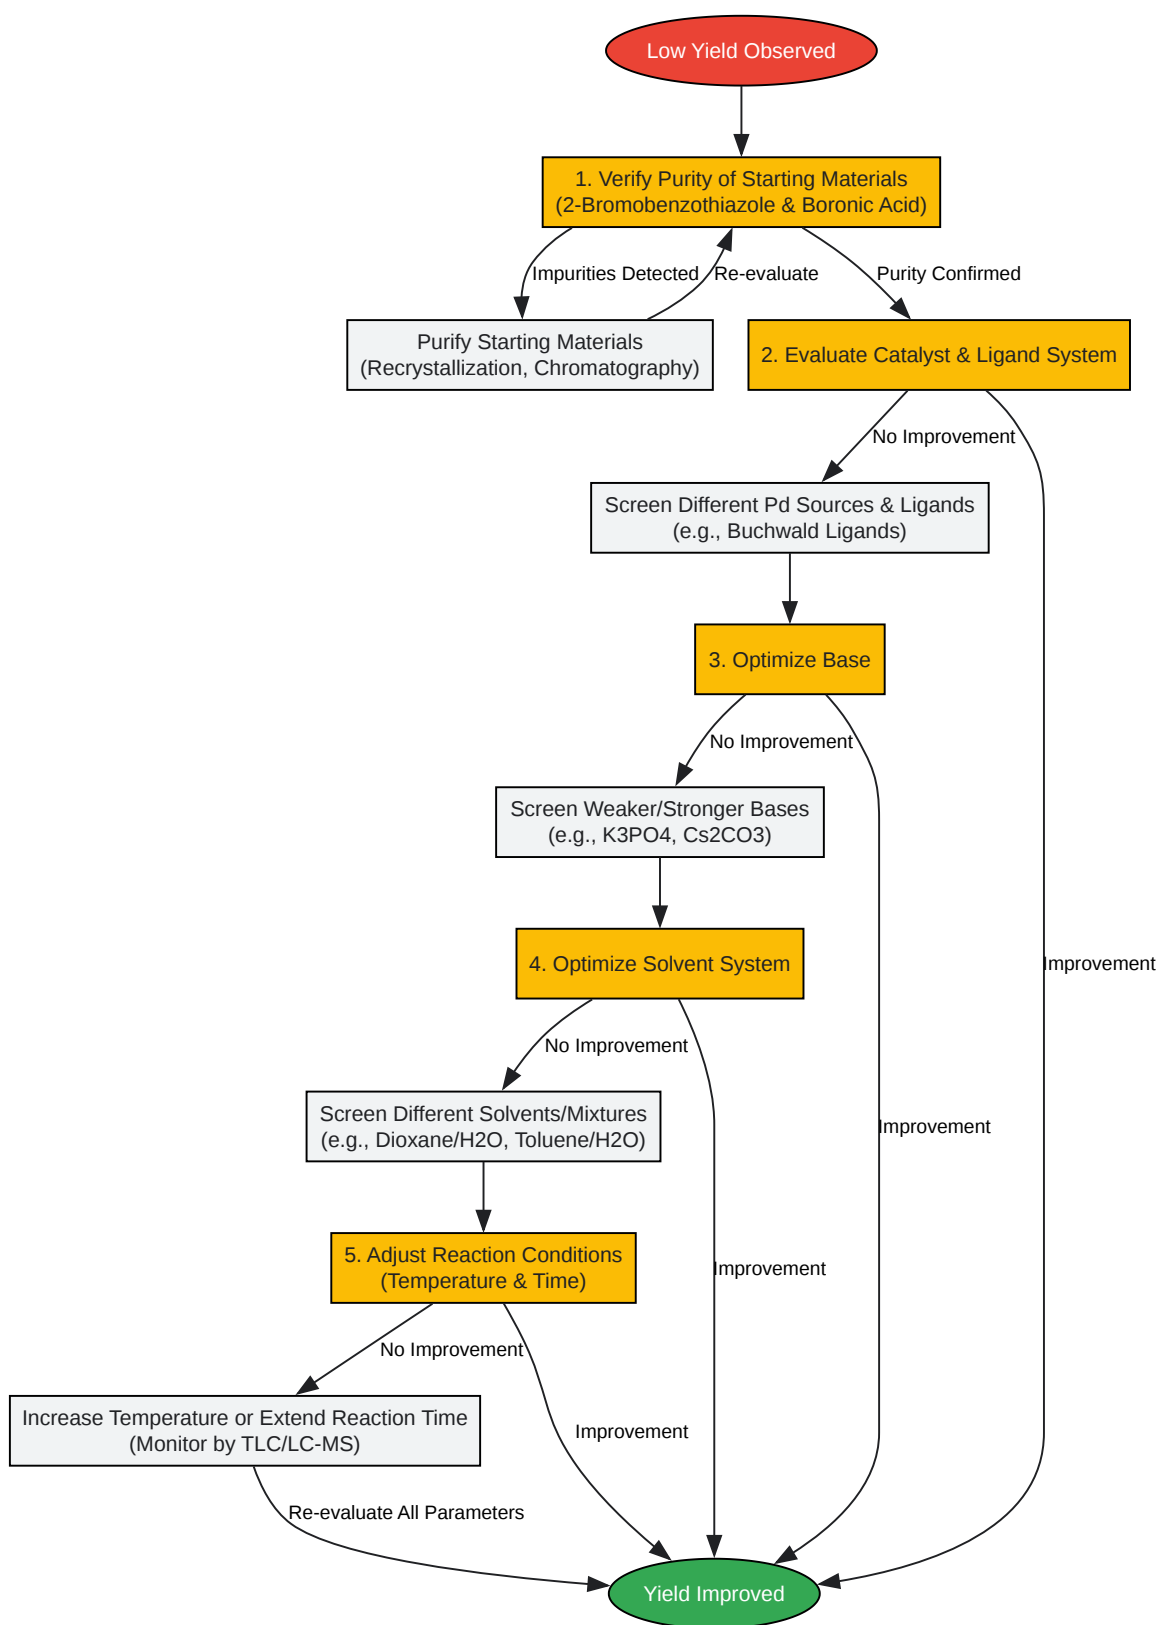 Low Yield Observed
1. Verify Purity of Starting Materials
(2-Bromobenzothiazole & Boronic Acid)
Impurities Detected
Re-evaluate
Purity Confirmed
Purify Starting Materials
(Recrystallization, Chromatography)
2. Evaluate Catalyst & Ligand System
No Improvement
Screen Different Pd Sources & Ligands
(e.g., Buchwald Ligands)
3. Optimize Base
No Improvement
Screen Weaker/Stronger Bases
(e.g., K3PO4, Cs2CO3)
4. Optimize Solvent System
Improvement
No Improvement
Screen Different Solvents/Mixtures
(e.g., Dioxane/H2O, Toluene/H2O)
Improvement
5. Adjust Reaction Conditions
(Temperature & Time)
Improvement
No Improvement
Increase Temperature or Extend Reaction Time
(Monitor by TLC/LC-MS)
Improvement
Re-evaluate All Parameters
Yield Improved